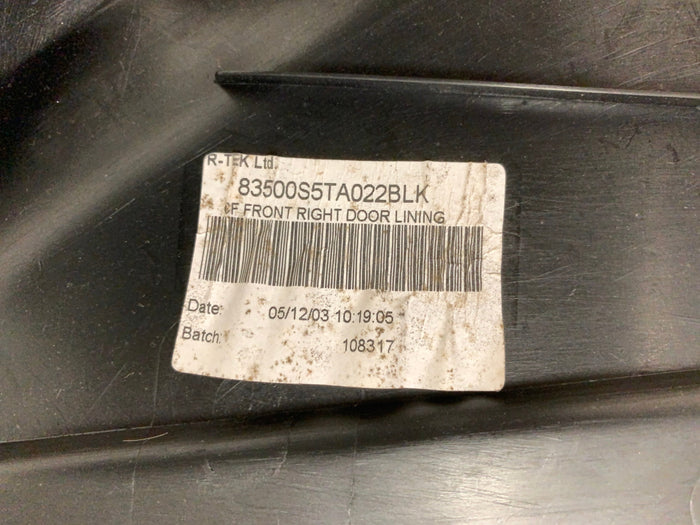 R-TEK Ltd.
83500S5TA022BLK
FRONT RIGHT DOOR LINING
Date: 05/12/03 10:19:05
Batch: 108317